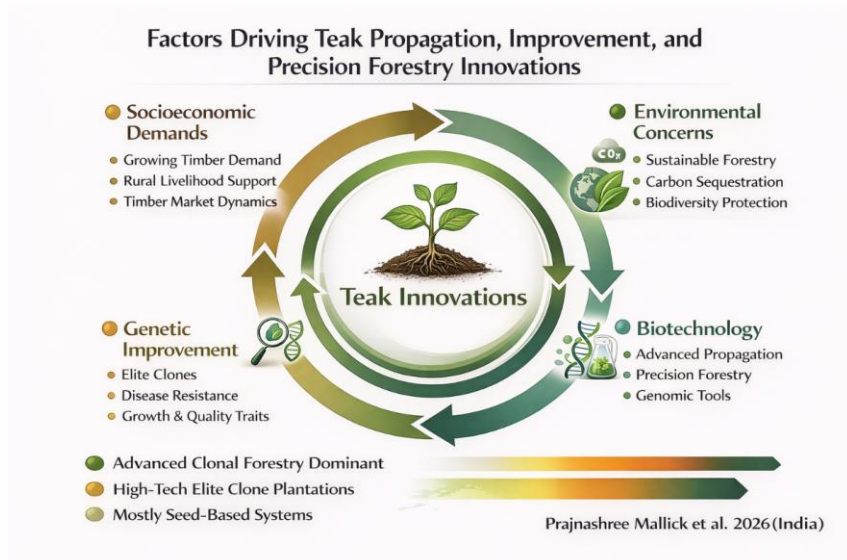 Factors Driving Teak Propagation, Improvement, and
Precision Forestry Innovations
Socioeconomic
Demands
Growing Timber Demand
Rural Livelihood Support
Timber Market Dynamics
Environmental
Concerns
COx
Sustainable Forestry
Carbon Sequestration
Biodiversity Protection
Teak Innovations
Genetic
Improvement
Elite Clones
Disease Resistance
Growth & Quality Traits
Biotechnology
Advanced Propagation
Precision Forestry
Genomic Tools
Advanced Clonal Forestry Dominant
High-Tech Elite Clone Plantations
Mostly Seed-Based Systems
Prajnashree Mallick et al. 2026(India)